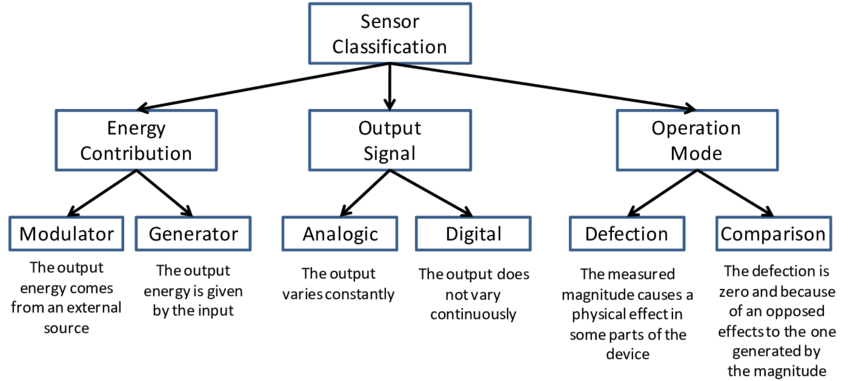 Sensor
Classification
Energy
Contribution
Output
Signal
Operation
Mode
Modulator
Generator
Analogic
Digital
Defection
Comparison
The output
energy comes
from an external
source
The output
energy is given
by the input
The output
varies constantly
The output does
not vary
continuously
The measured
magnitude causes a
physical effect in
some parts of the
device
The defection is
zero and because
of an opposed
effects to the one
generated by
the magnitude